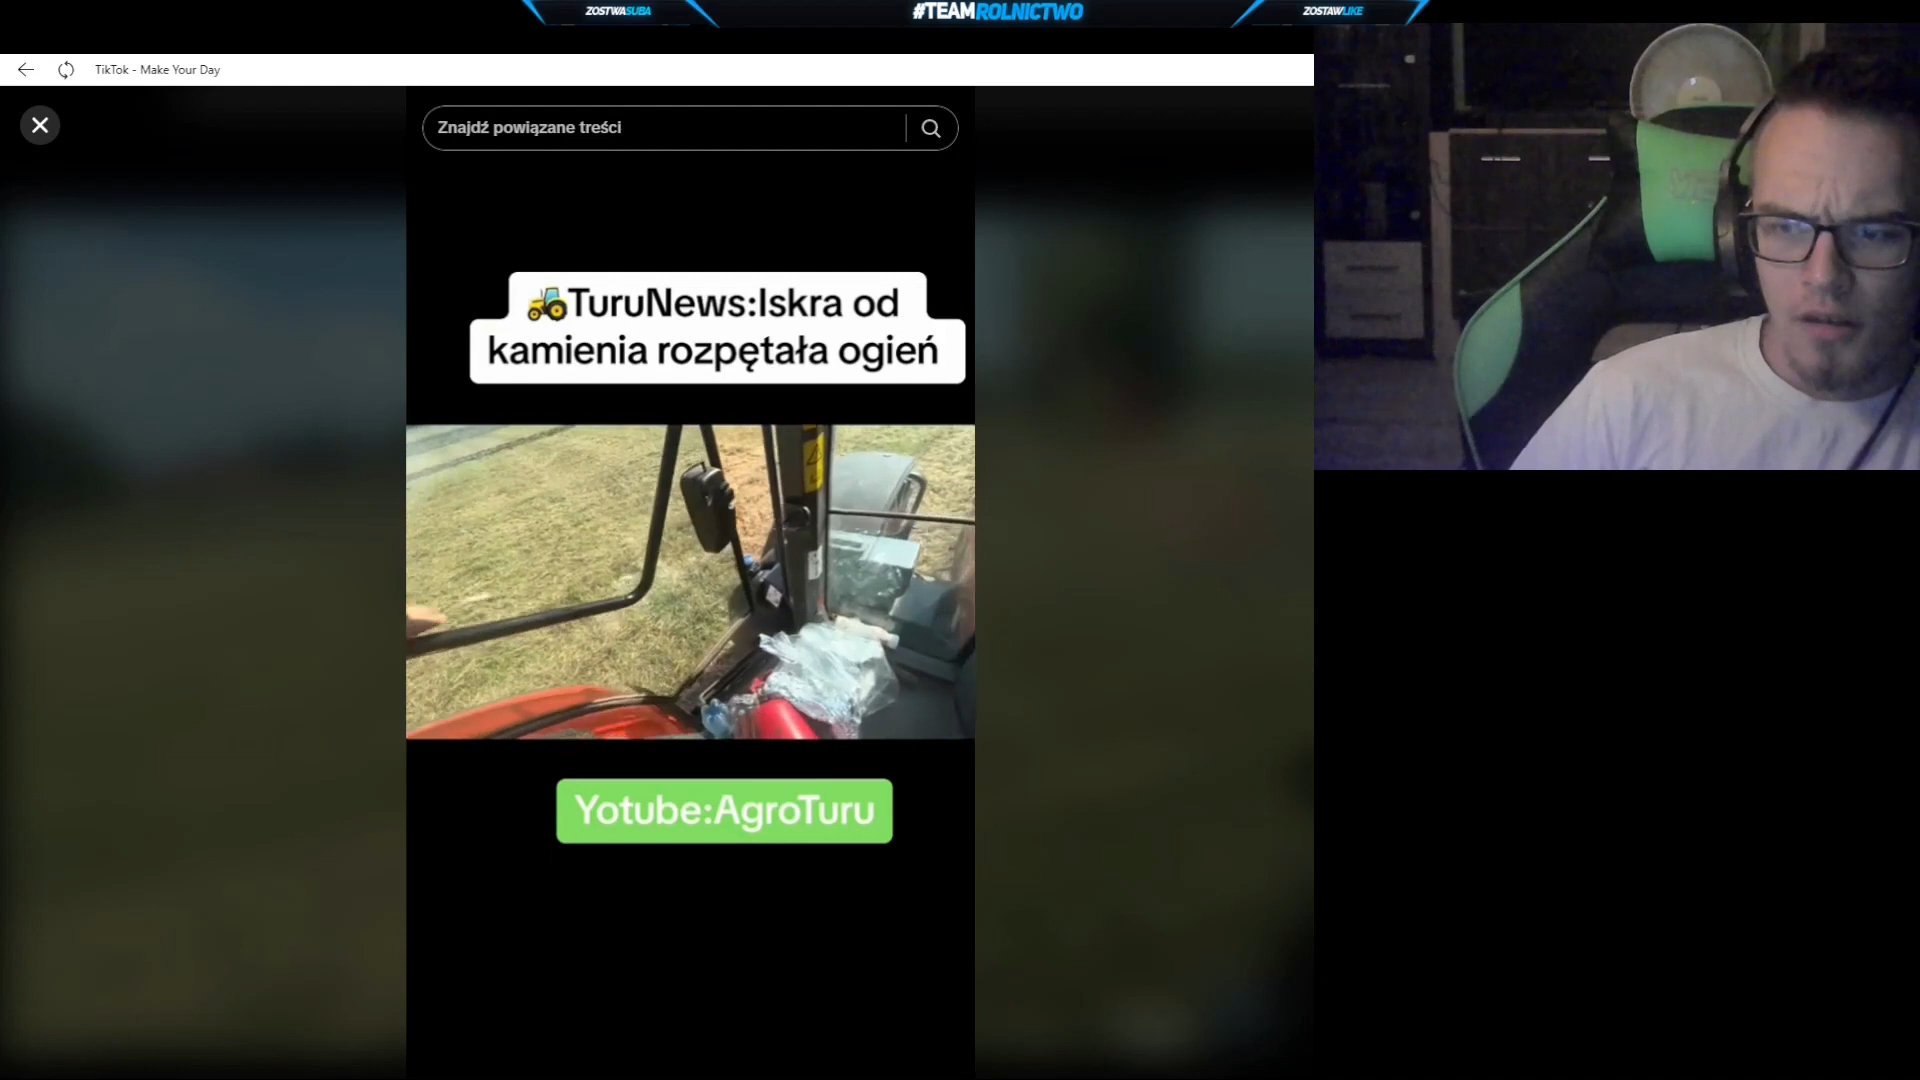 ZOSTWASUBA
#TEAMROLNICTWO
ZOSTAWLIKE
TikTok - Make Your Day
Znajdź powiązane treści
TuruNews:Iskra od
kamienia rozpętała ogień
Yotube:AgroTuru